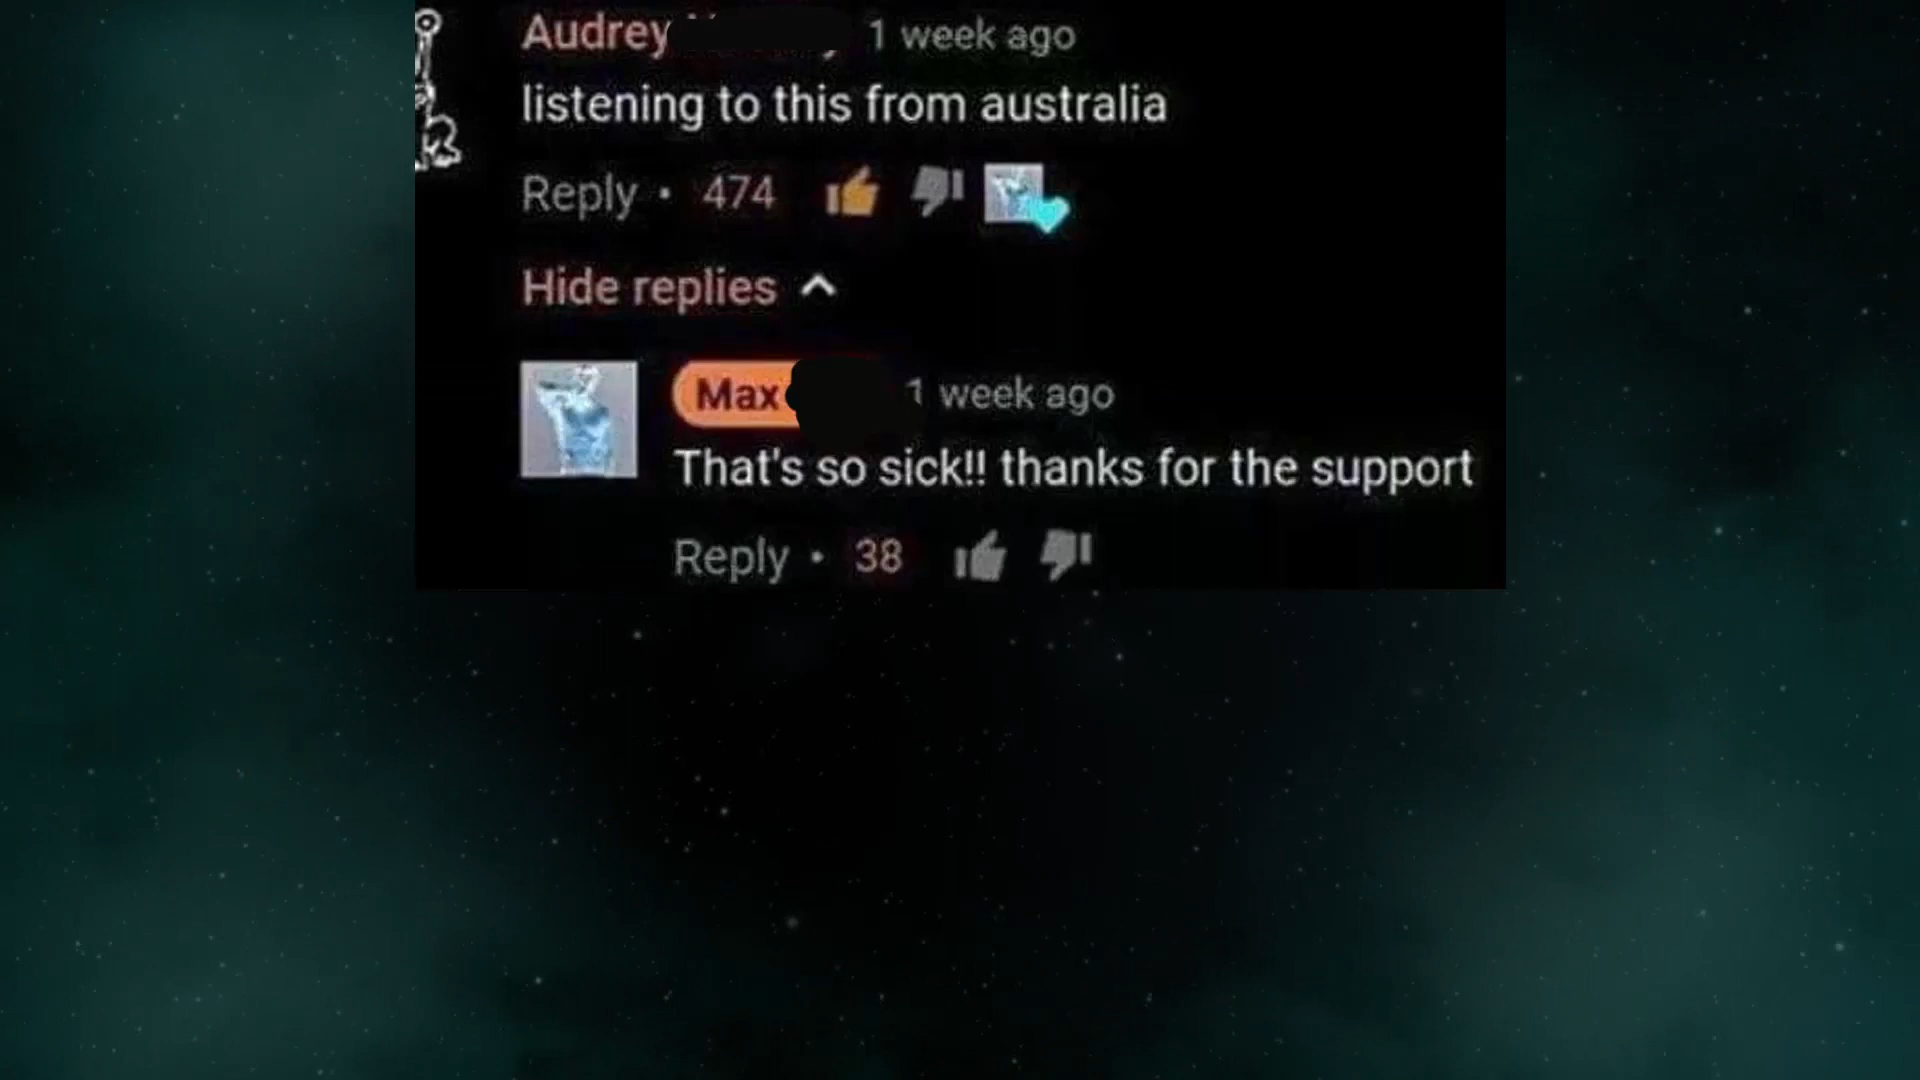 Audrey 1 week ago
listening to this from australia
Reply • 474
Hide replies
Max 1 week ago
That's so sick!! thanks for the support
Reply • 38